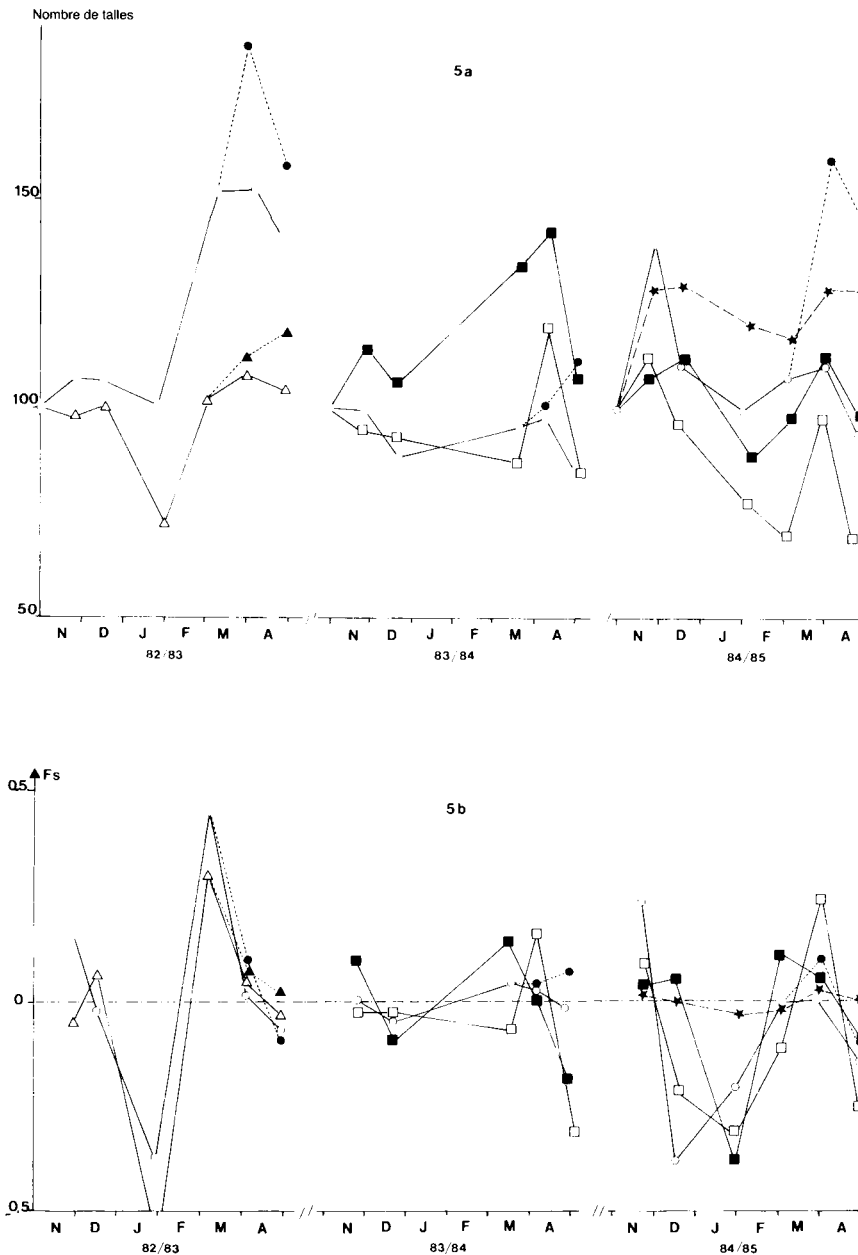 Nombre de talles
5a
150
100
50
N D J F M A N D J F M A N D J F M A
82/83 83/84 84/85
Fs
0.5
5b
0
-0.5
N D J F M A N D J F M A N D J F M A
82/83 83/84 84/85